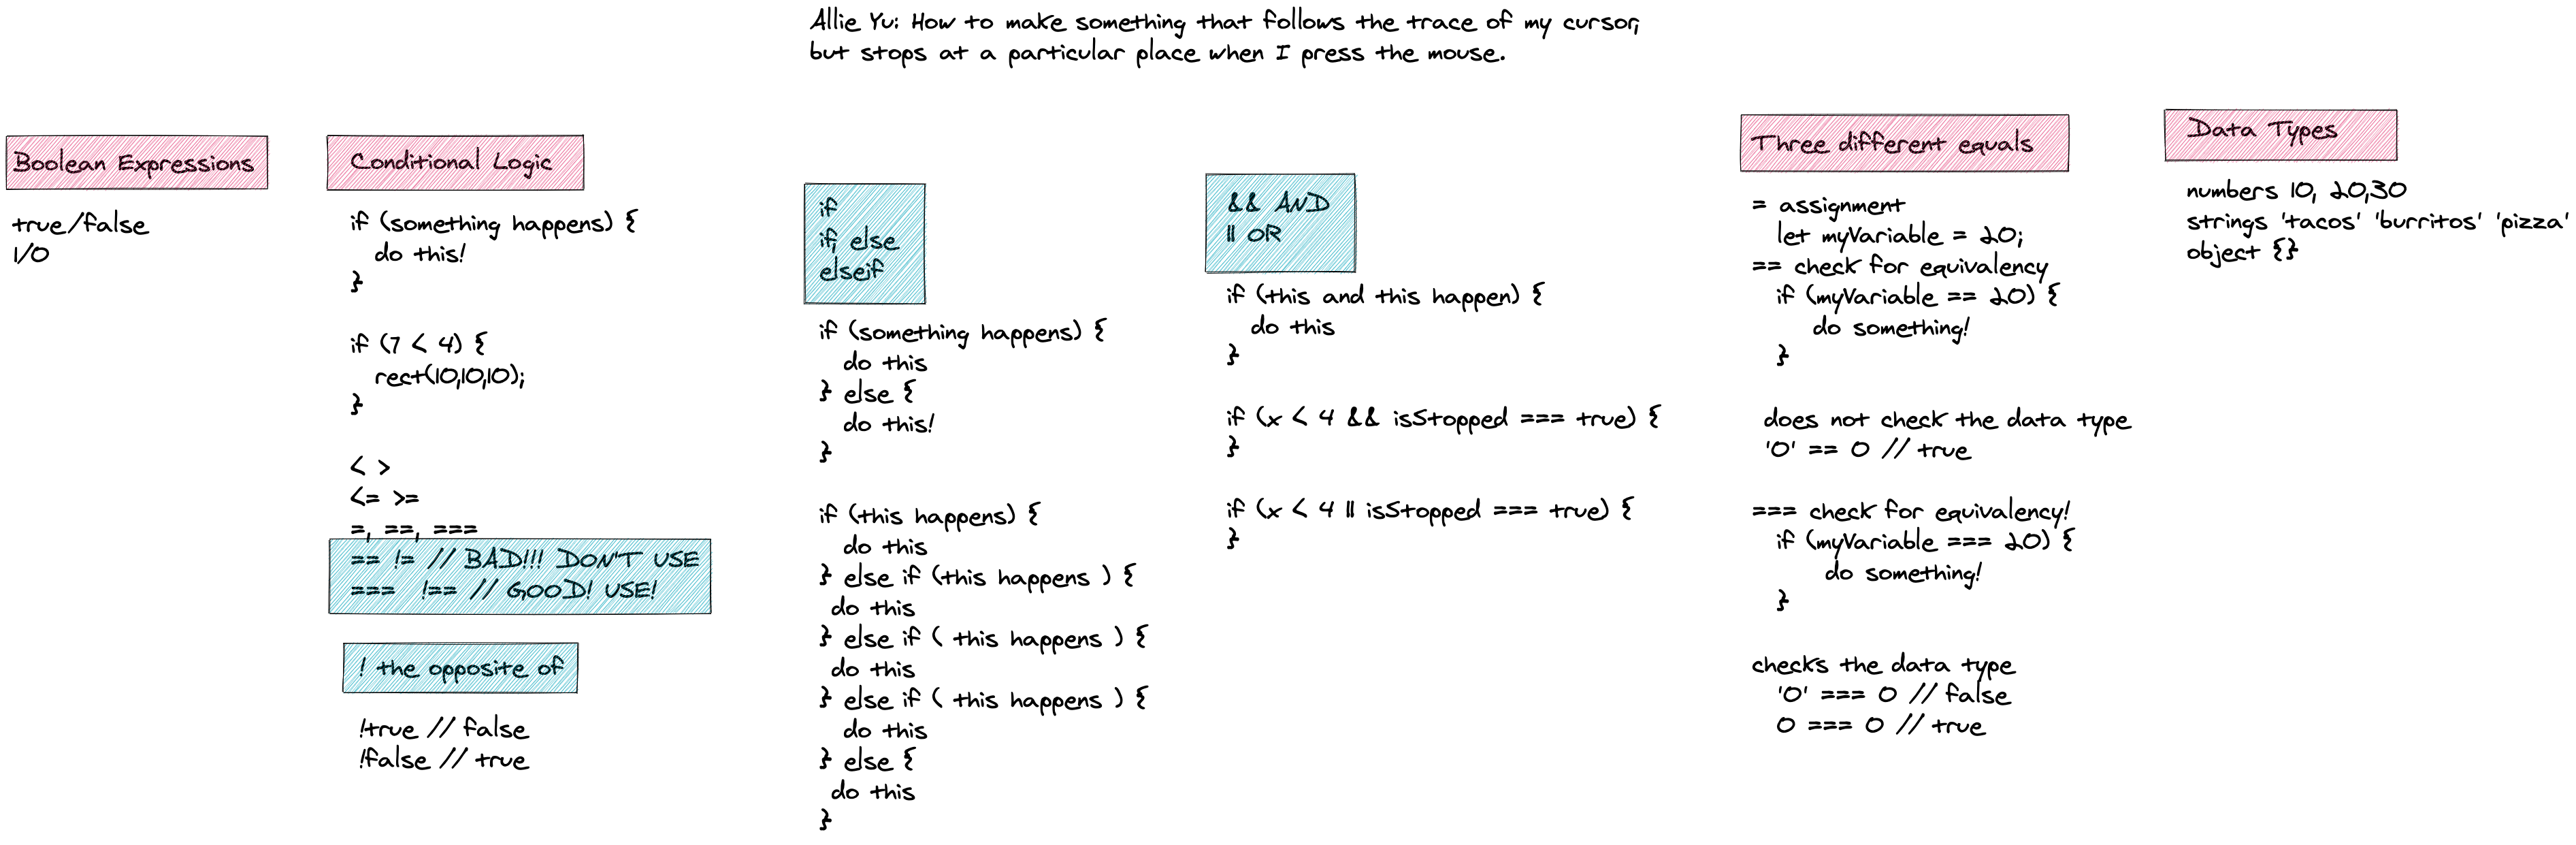 Allie Yu: How to make something that follows the trace of my cursor,
but stops at a particular place when I press the mouse.
Boolean Expressions
true/false
1/0
Conditional Logic
if (something happens) {
do this!
}
if (7 < 4) {
rect(10,10,10);
}
< >
<= >=
=, ==, ===
== != // BAD!!! DON'T USE
=== !== // GOOD! USE!
! the opposite of
!true // false
!false // true
if
if, else
elseif
if (something happens) {
do this
} else {
do this!
}
if (this happens) {
do this
} else if (this happens ) {
do this
} else if ( this happens ) {
do this
} else if ( this happens ) {
do this
} else {
do this
}
&& AND
|| OR
if (this and this happen) {
do this
}
if (x < 4 && isStopped === true) {
}
if (x < 4 || isStopped === true) {
}
Three different equals
= assignment
let myVariable = 20;
== check for equivalency
if (myVariable == 20) {
do something!
}
does not check the data type
'0' == 0 // true
=== check for equivalency!
if (myVariable === 20) {
do something!
}
checks the data type
'0' === 0 // false
0 === 0 // true
Data Types
numbers 10, 20,30
strings 'tacos' 'burritos' 'pizza'
object {}